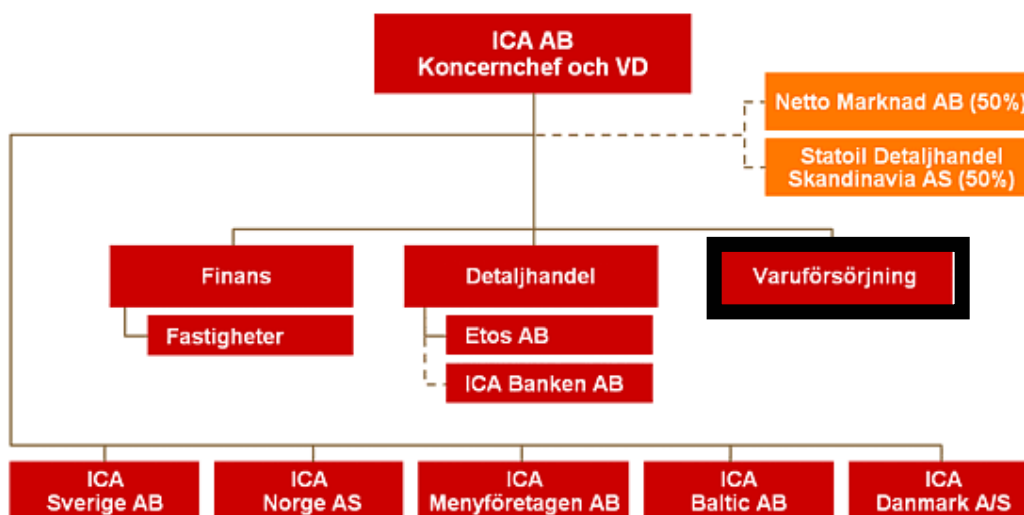 ICA AB
Koncernchef och VD
Netto Marknad AB (50%)
Statoil Detaljhandel
Skandinavia AS (50%)
Finans
Detaljhandel
Varuförsörjning
Fastigheter
Etos AB
ICA Banken AB
ICA
Sverige AB
ICA
Norge AS
ICA
Menyföretagen AB
ICA
Baltic AB
ICA
Danmark A/S